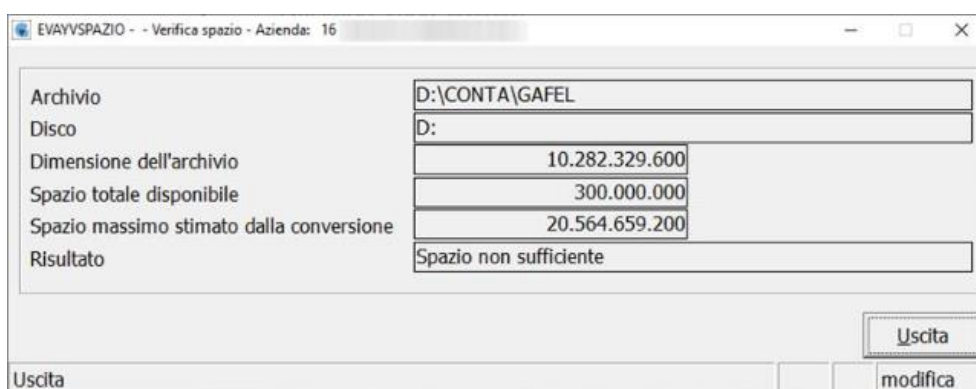 EVAYVSPAZIO - - Verifica spazio - Azienda: 16
Archivio D:\CONTA\GAFEL
Disco D:
Dimensione dell'archivio 10.282.329.600
Spazio totale disponibile 300.000.000
Spazio massimo stimato dalla conversione 20.564.659.200
Risultato Spazio non sufficiente
Uscita
Uscita modifica